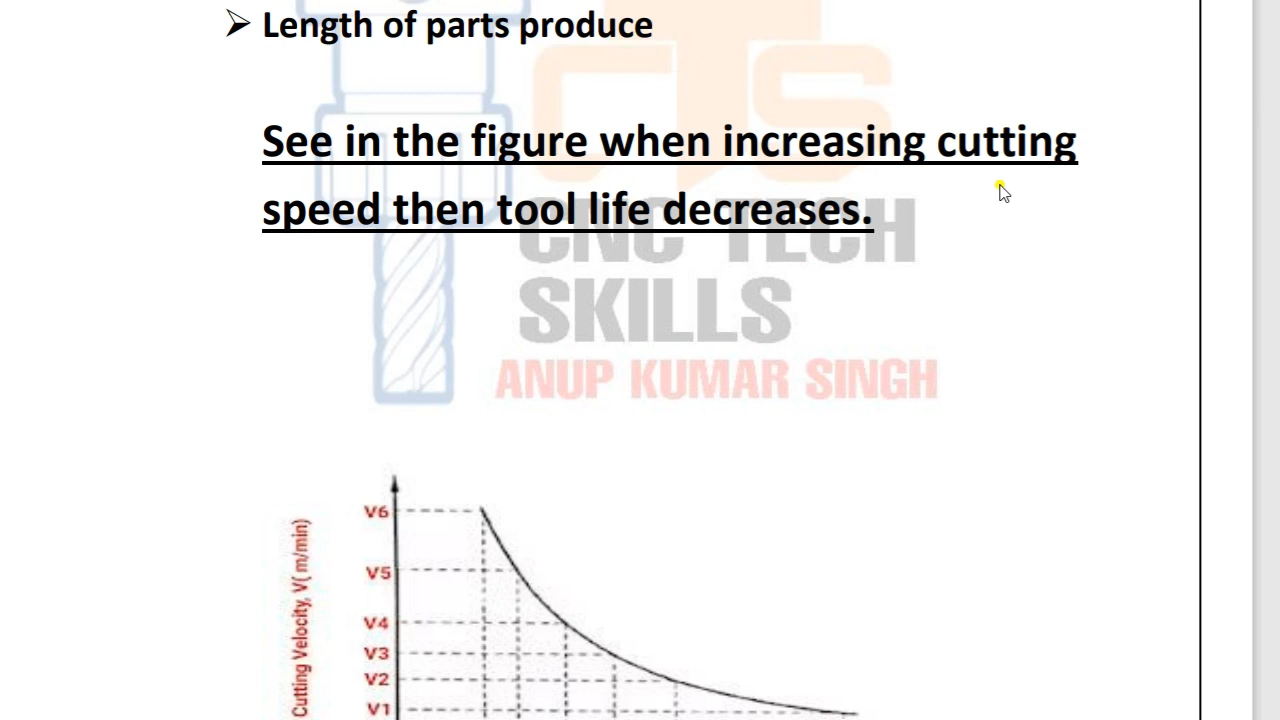 ➢ Length of parts produce
See in the figure when increasing cutting
speed then tool life decreases.
CTS
CNC TECH
SKILLS
ANUP KUMAR SINGH
Cutting Velocity, V( m/min)
V6
V5
V4
V3
V2
V1